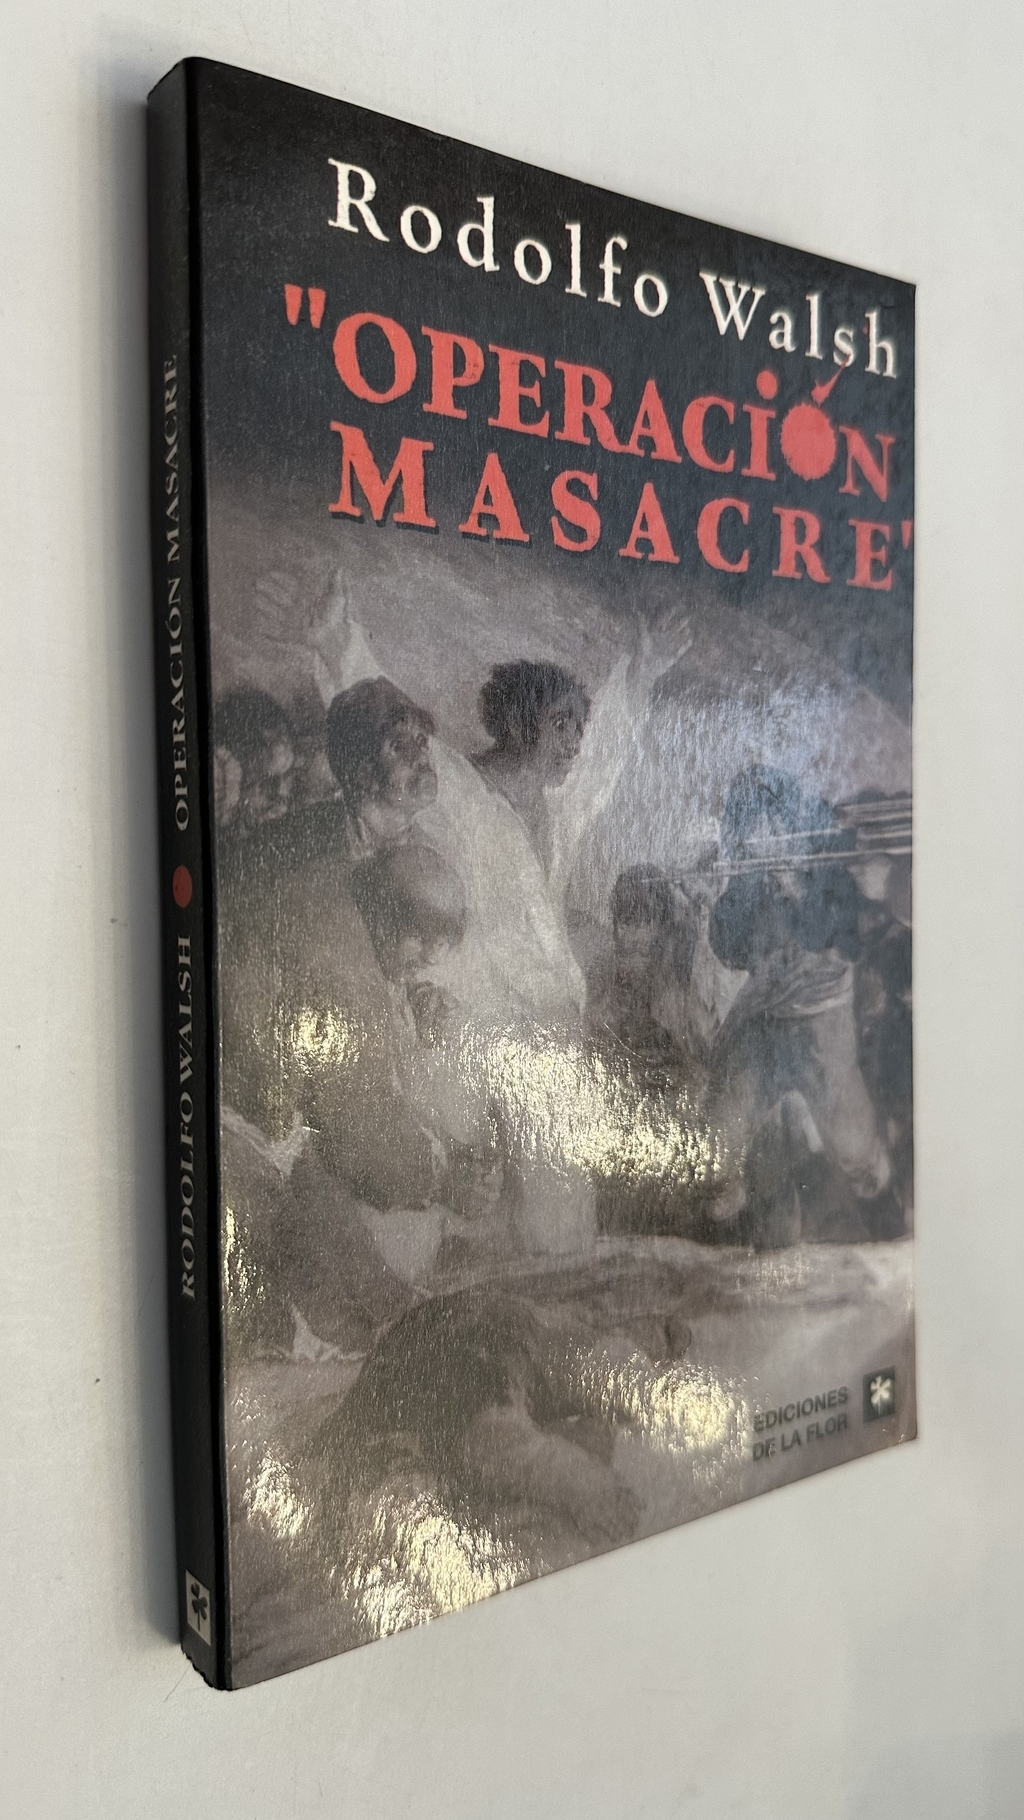 Rodolfo Walsh
"OPERACIÓN
MASACRE"
EDICIONES
DE LA FLOR
RODOLFO WALSH • OPERACIÓN MASACRE